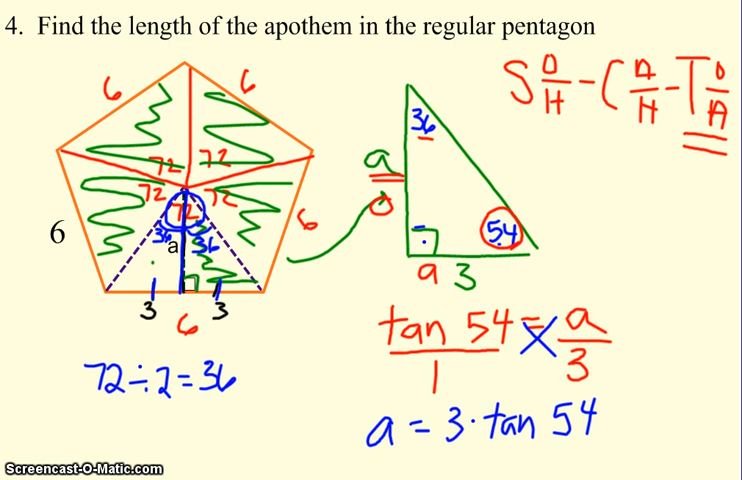 4. Find the length of the apothem in the regular pentagon
S O/H - C A/H - T O/A
6 6
72 72
72 72
72
36 36
a
6 6
3 3
6
36
a
O
54
a 3
72 ÷ 2 = 36
tan 54 = a
1 3
a = 3 · tan 54
Screencast-O-Matic.com